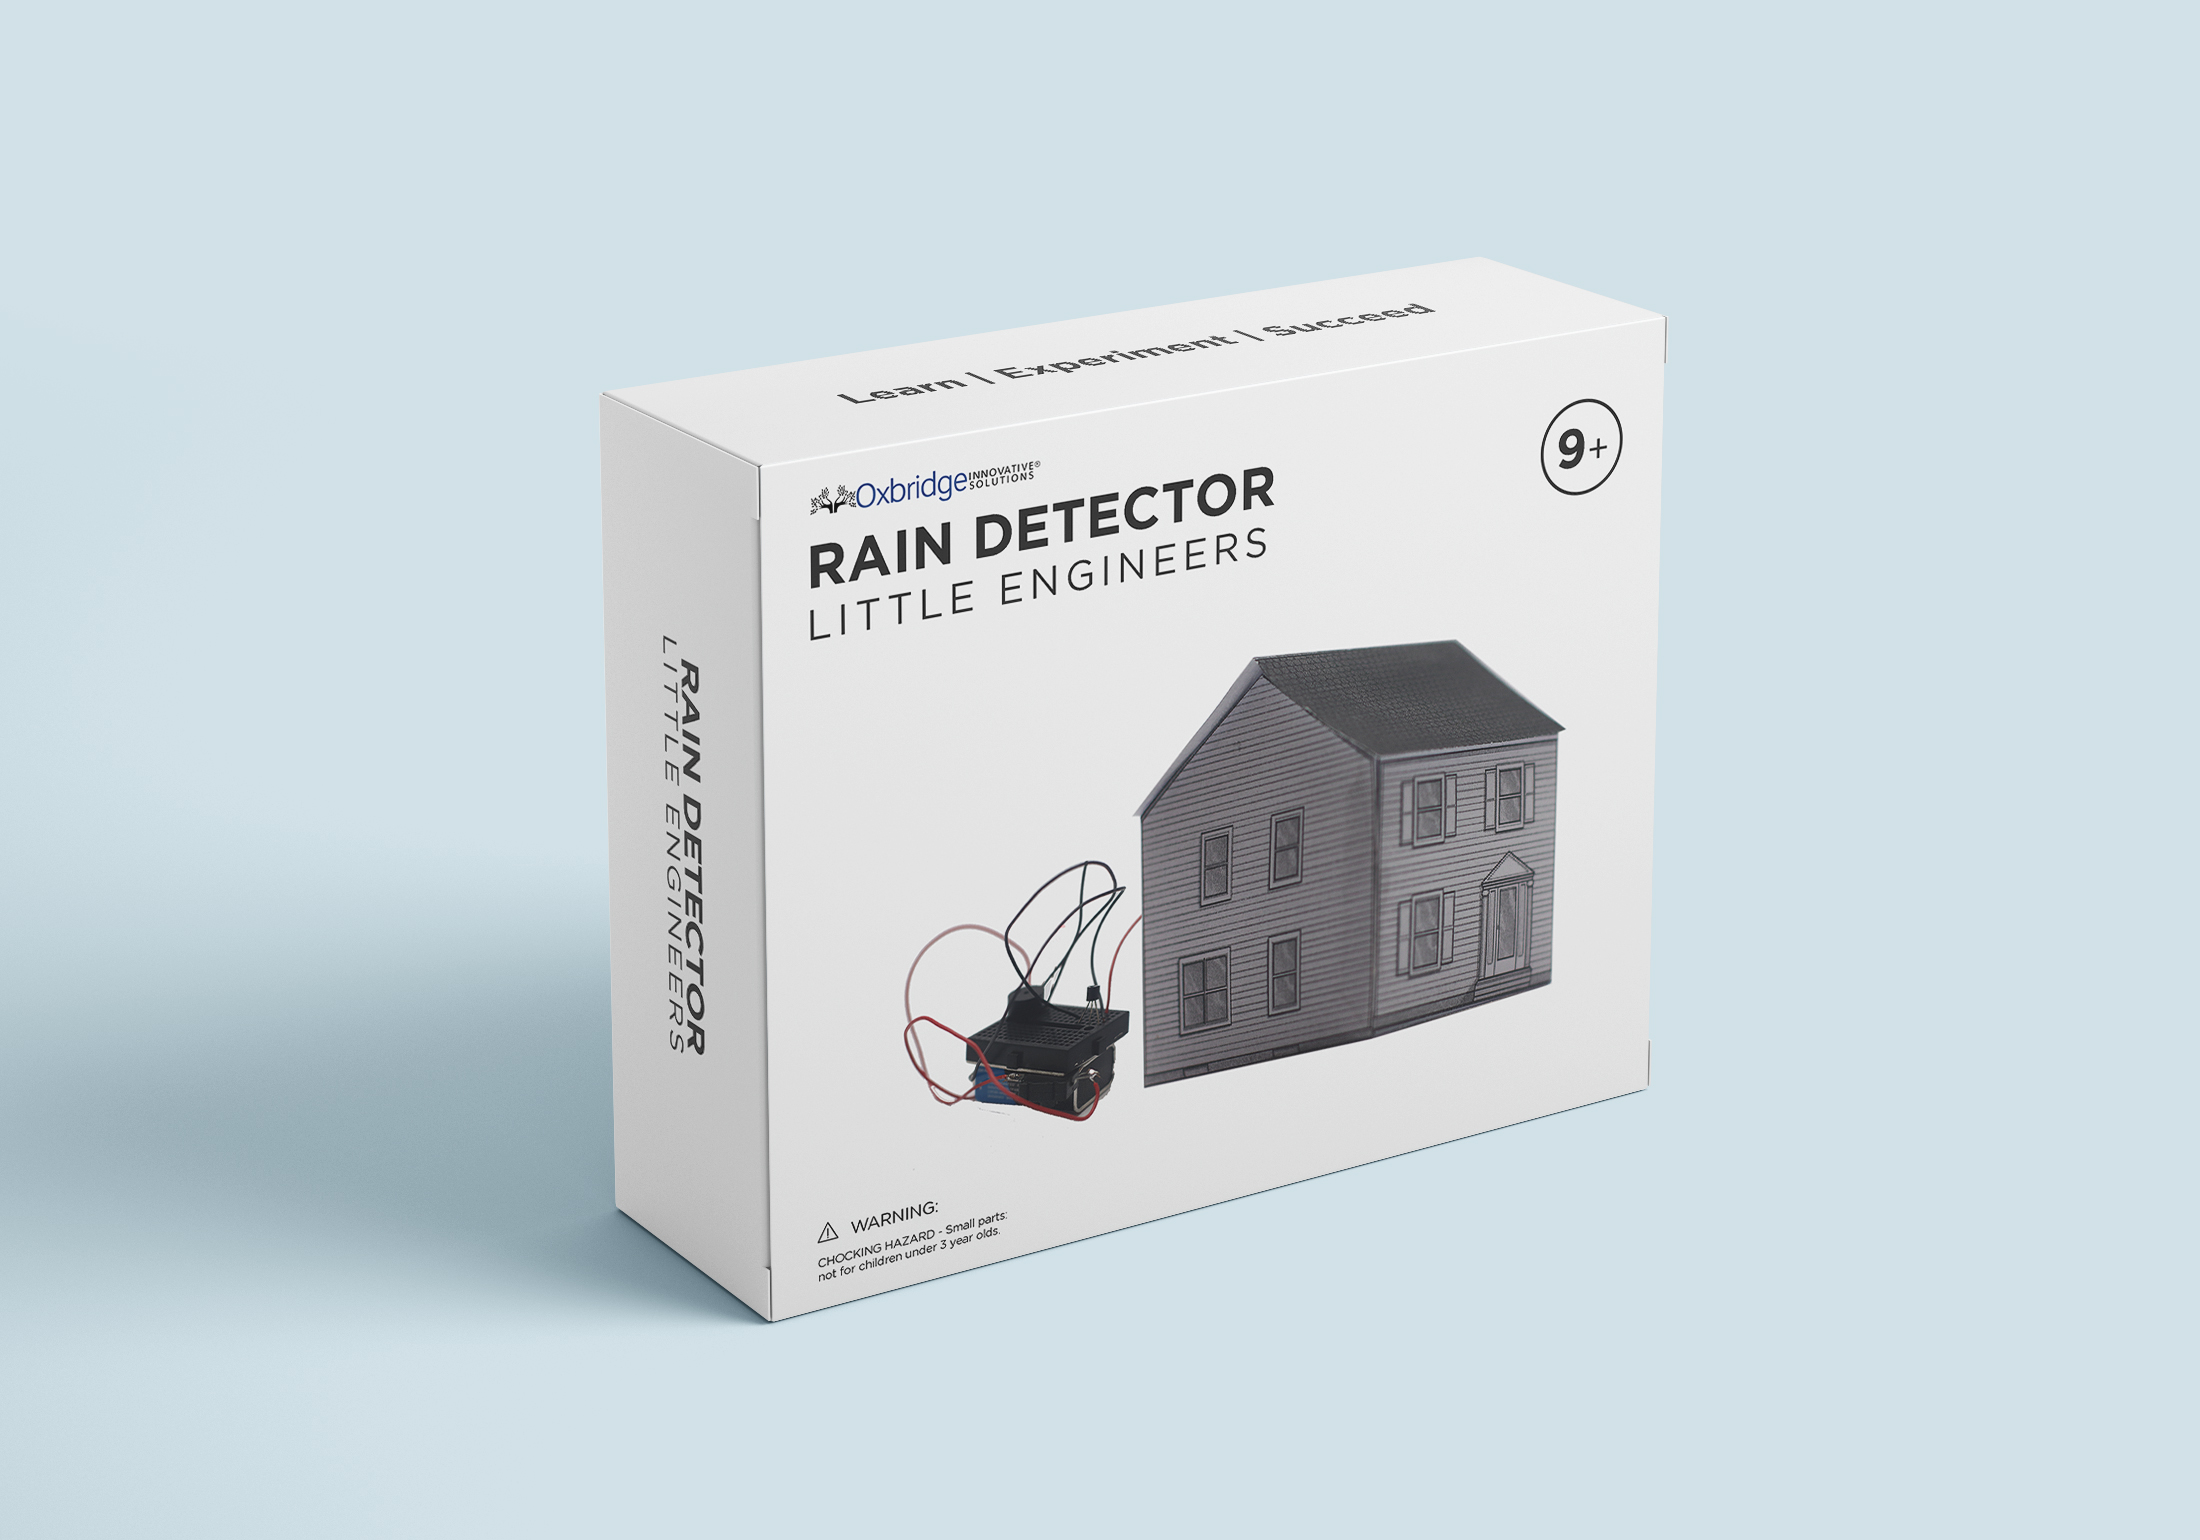 Learn | Experiment | Succeed
Oxbridge INNOVATIVE® SOLUTIONS
RAIN DETECTOR
LITTLE ENGINEERS
9+
RAIN DETECTOR
LITTLE ENGINEERS
⚠ WARNING:
CHOCKING HAZARD - Small parts:
not for children under 3 year olds.